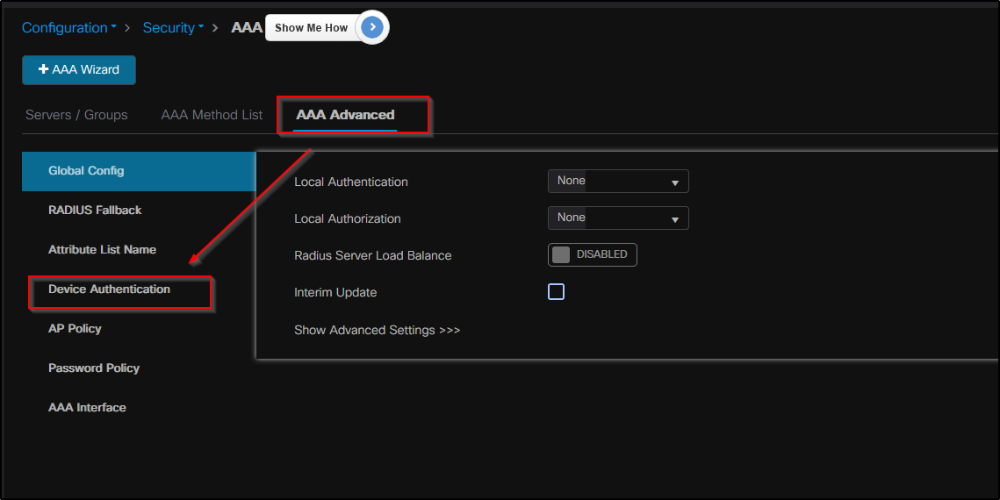 Configuration > Security > AAA Show Me How >
+ AAA Wizard
Servers / Groups AAA Method List AAA Advanced
Global Config
RADIUS Fallback
Attribute List Name
Device Authentication
AP Policy
Password Policy
AAA Interface
Local Authentication None
Local Authorization None
Radius Server Load Balance DISABLED
Interim Update
Show Advanced Settings >>>